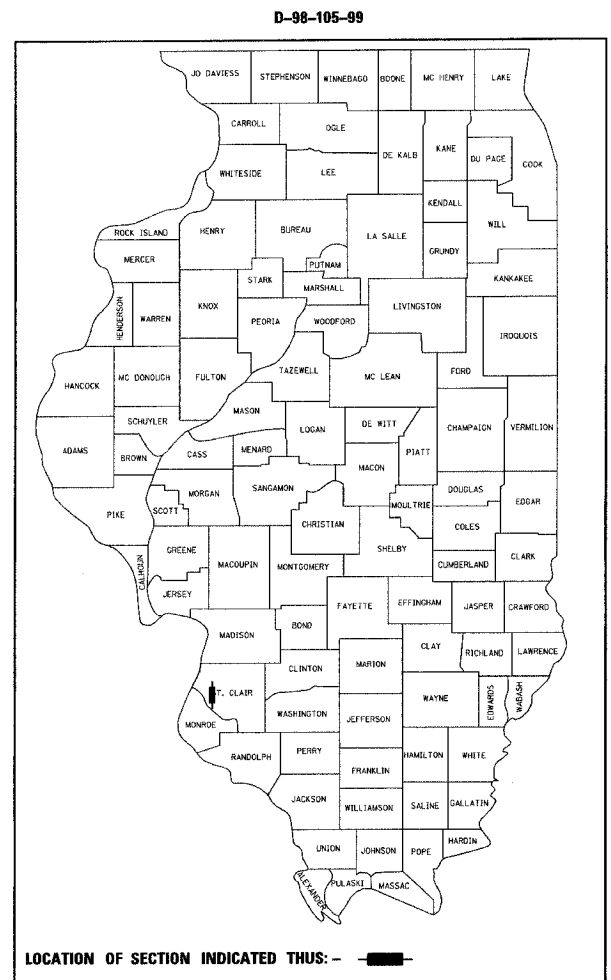 D-98-105-99
JO DAVIESS STEPHENSON WINNEBAGO BOONE MC HENRY LAKE
CARROLL OGLE DE KALB KANE DU PAGE COOK
WHITESIDE LEE
KENDALL WILL
ROCK ISLAND HENRY BUREAU LA SALLE GRUNDY
MERCER PUTNAM KANKAKEE
STARK MARSHALL
HENDERSON WARREN KNOX PEORIA WOODFORD LIVINGSTON IROQUOIS
HANCOCK MC DONOUGH FULTON TAZEWELL MC LEAN FORD
MASON
SCHUYLER LOGAN DE WITT CHAMPAIGN VERMILION
ADAMS BROWN CASS MENARD MACON PIATT
PIKE SCOTT MORGAN SANGAMON MOULTRIE DOUGLAS EDGAR
CHRISTIAN COLES
CALHOUN GREENE MACOUPIN MONTGOMERY SHELBY CUMBERLAND CLARK
JERSEY FAYETTE EFFINGHAM JASPER CRAWFORD
MADISON BOND
CLAY RICHLAND LAWRENCE
CLINTON MARION
T. CLAIR WAYNE EDWARDS WABASH
MONROE WASHINGTON JEFFERSON
RANDOLPH PERRY HAMILTON WHITE
FRANKLIN
JACKSON WILLIAMSON SALINE GALLATIN
UNION JOHNSON POPE HARDIN
ALEXANDER PULASKI MASSAC
LOCATION OF SECTION INDICATED THUS: -